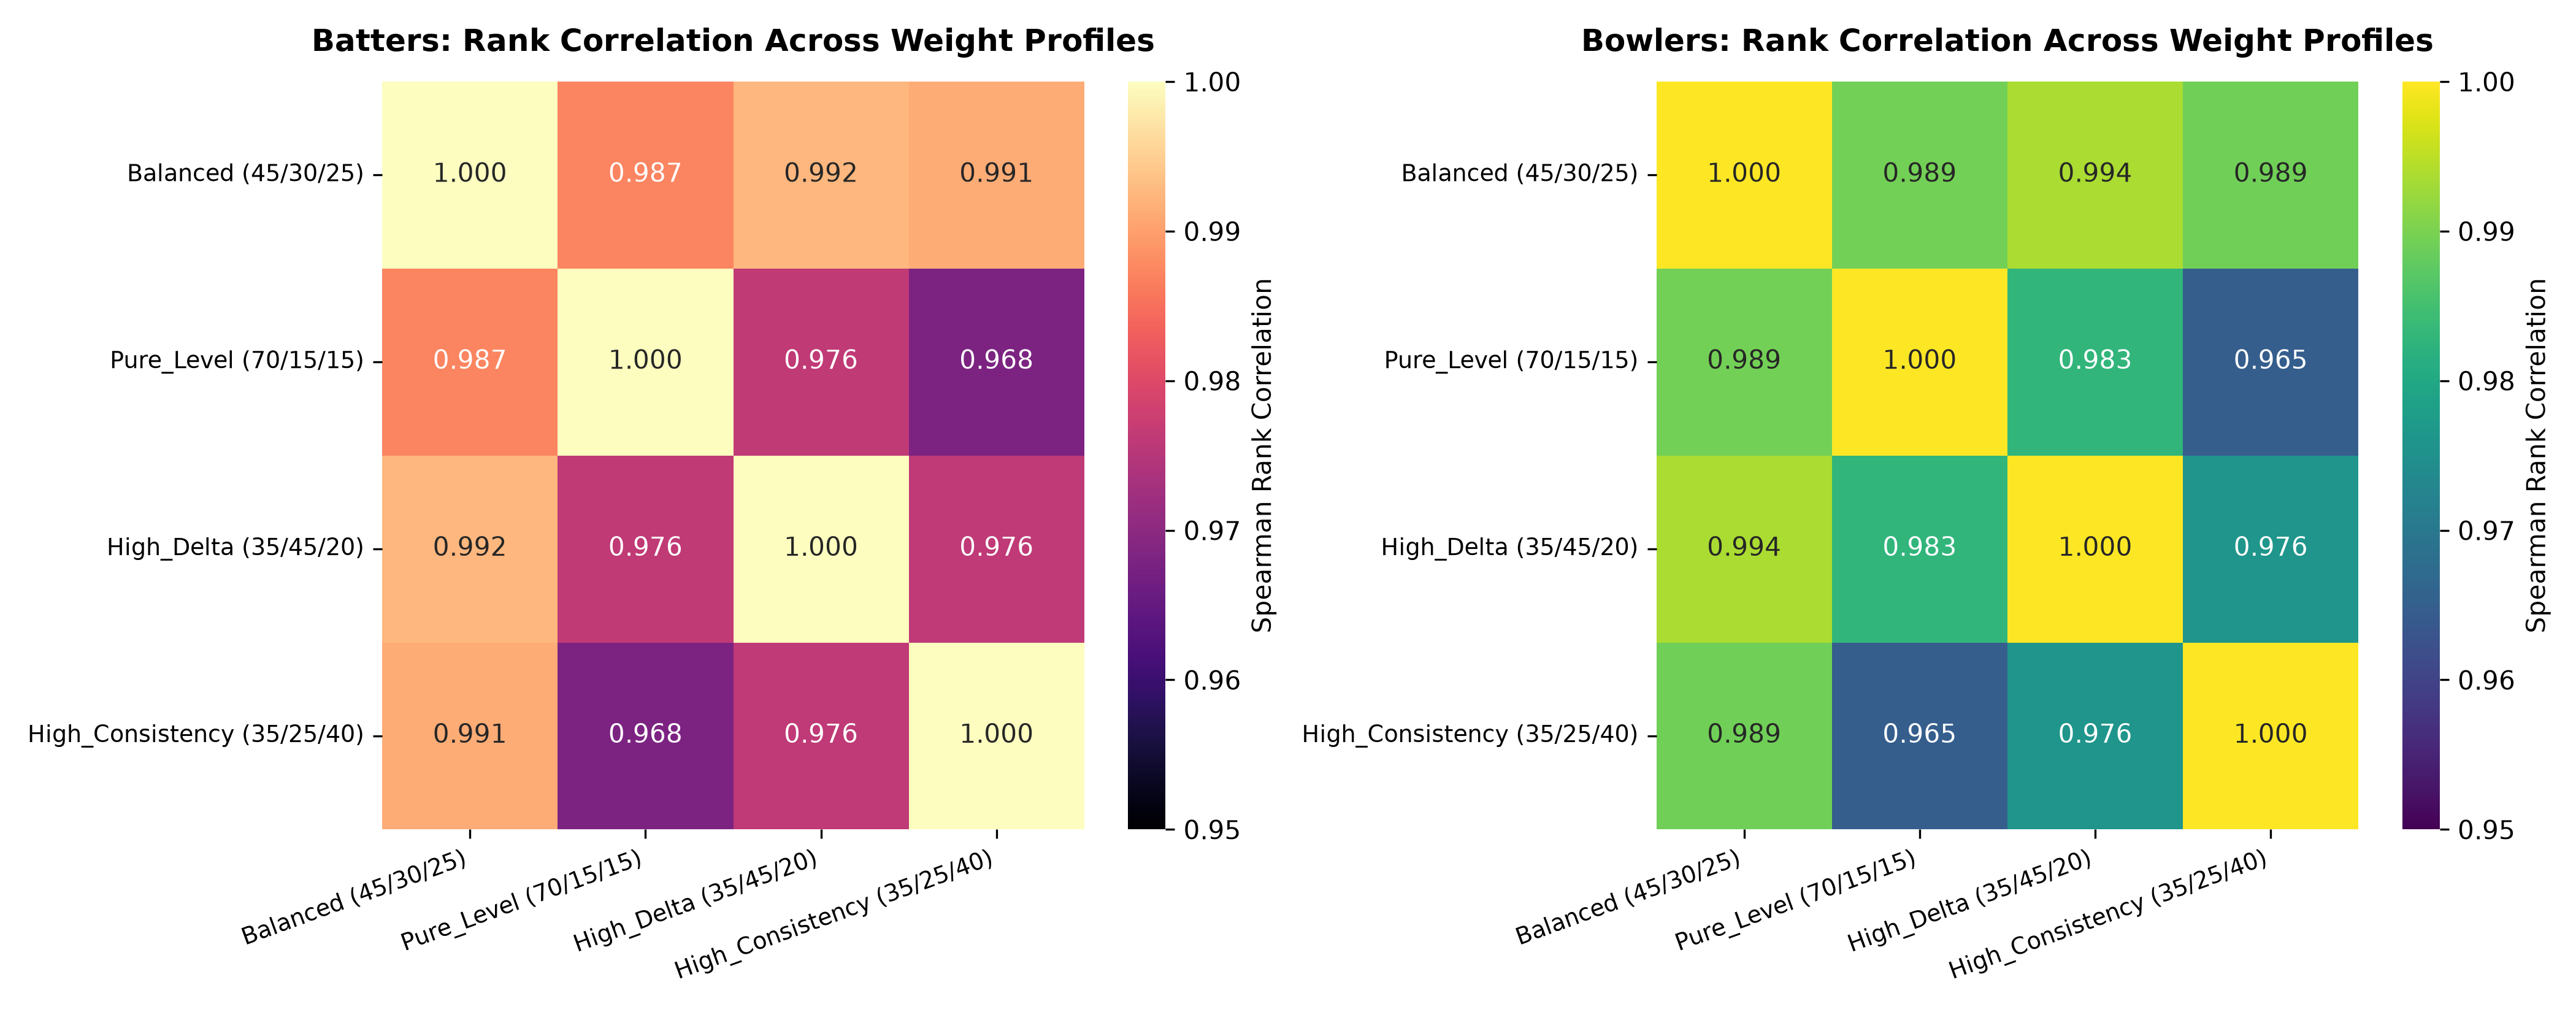 Batters: Rank Correlation Across Weight Profiles
Balanced (45/30/25)
1.000 0.987 0.992 0.991
Pure_Level (70/15/15)
0.987 1.000 0.976 0.968
High_Delta (35/45/20)
0.992 0.976 1.000 0.976
High_Consistency (35/25/40)
0.991 0.968 0.976 1.000
Balanced (45/30/25)
Pure_Level (70/15/15)
High_Delta (35/45/20)
High_Consistency (35/25/40)
1.00
0.99
0.98
0.97
0.96
0.95
Spearman Rank Correlation
Bowlers: Rank Correlation Across Weight Profiles
Balanced (45/30/25)
1.000 0.989 0.994 0.989
Pure_Level (70/15/15)
0.989 1.000 0.983 0.965
High_Delta (35/45/20)
0.994 0.983 1.000 0.976
High_Consistency (35/25/40)
0.989 0.965 0.976 1.000
Balanced (45/30/25)
Pure_Level (70/15/15)
High_Delta (35/45/20)
High_Consistency (35/25/40)
1.00
0.99
0.98
0.97
0.96
0.95
Spearman Rank Correlation